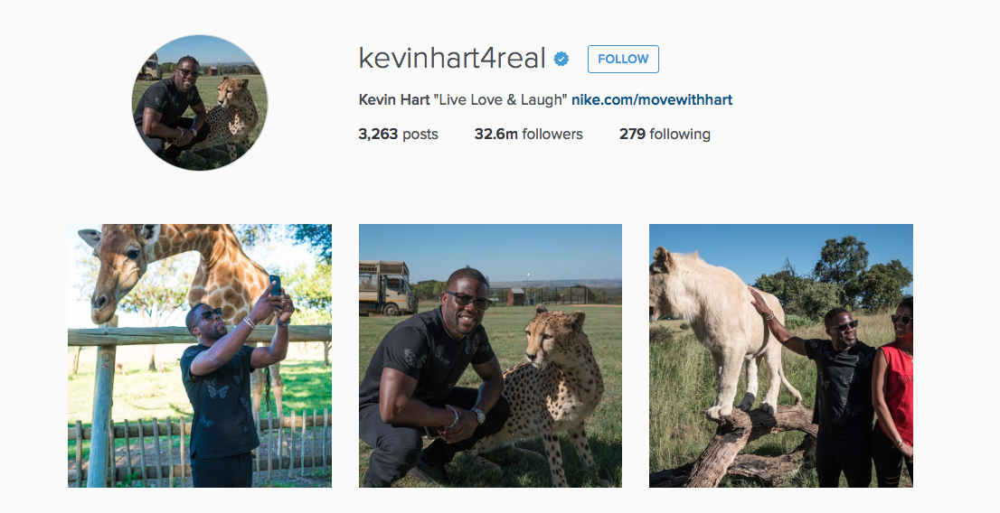 kevinhart4real FOLLOW
Kevin Hart "Live Love & Laugh" nike.com/movewithhart
3,263 posts 32.6m followers 279 following